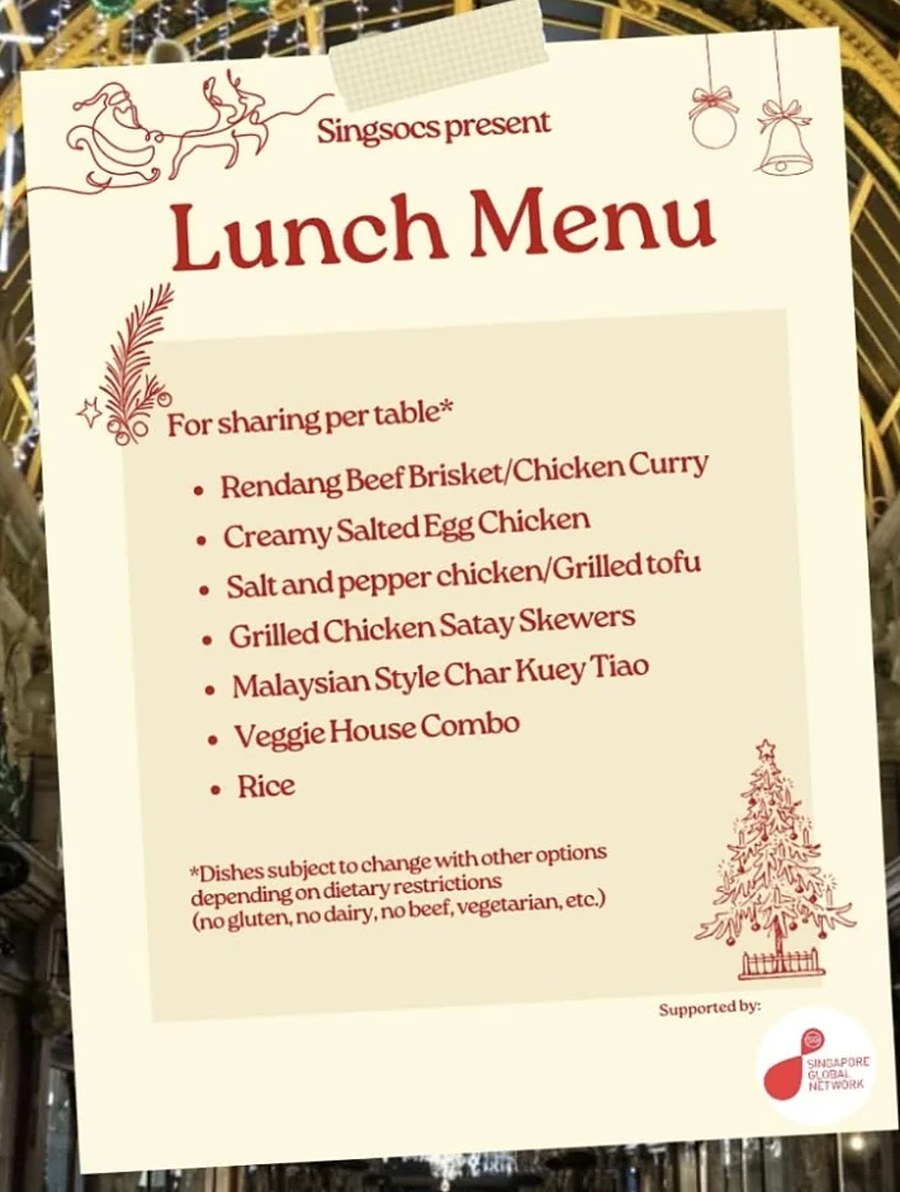 Singsocs present
Lunch Menu
For sharing per table*
• Rendang Beef Brisket/Chicken Curry
• Creamy Salted Egg Chicken
• Salt and pepper chicken/Grilled tofu
• Grilled Chicken Satay Skewers
• Malaysian Style Char Kuey Tiao
• Veggie House Combo
• Rice
*Dishes subject to change with other options
depending on dietary restrictions
(no gluten, no dairy, no beef, vegetarian, etc.)
Supported by:
SG
SINGAPORE
GLOBAL
NETWORK